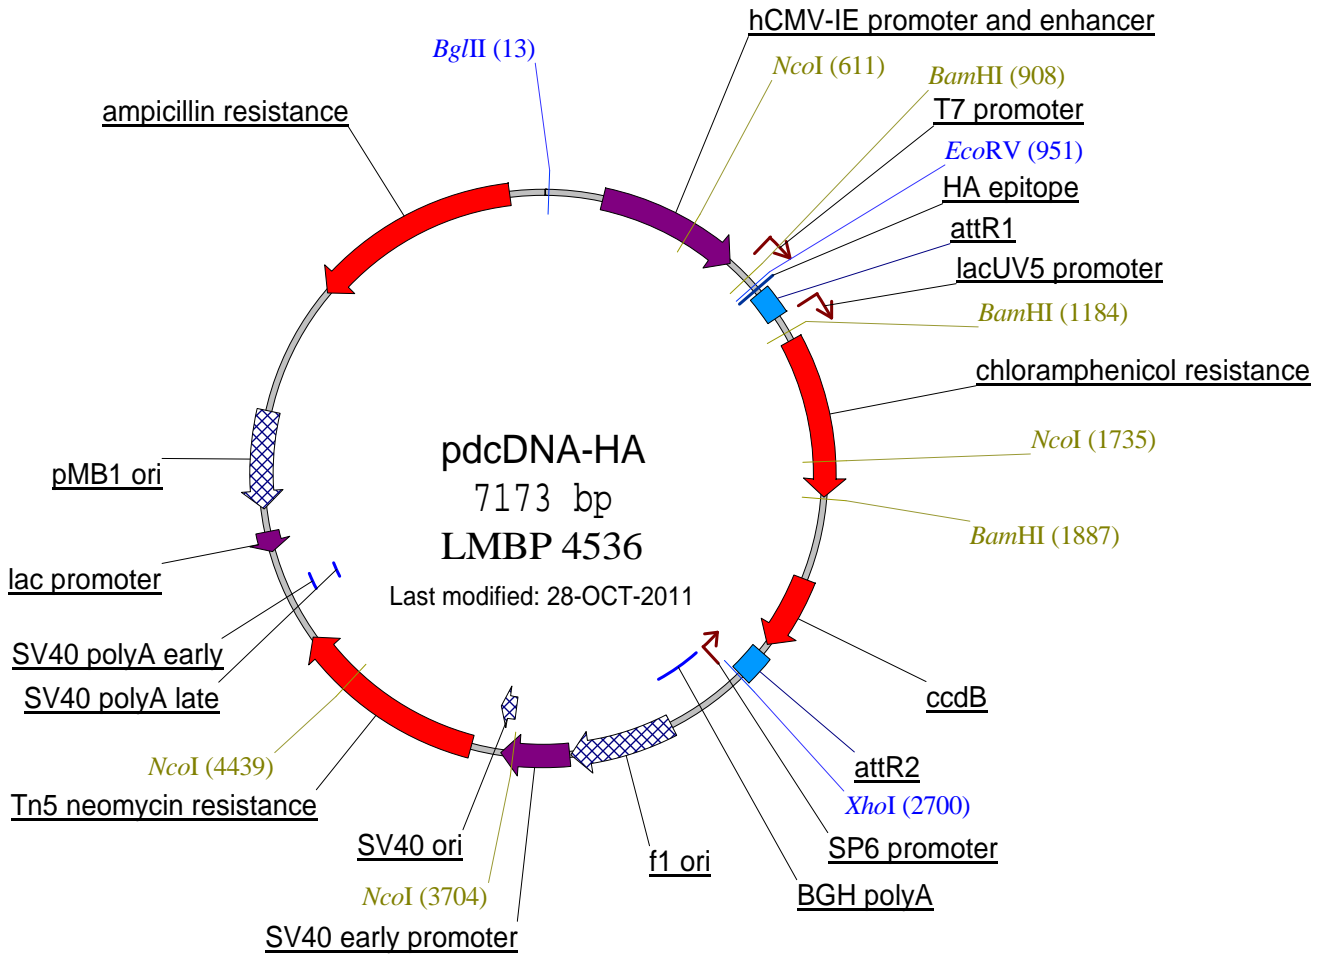 hCMV-IE promoter and enhancer
BglII (13)
NcoI (611)
BamHI (908)
ampicillin resistance
T7 promoter
EcoRV (951)
HA epitope
attR1
lacUV5 promoter
BamHI (1184)
chloramphenicol resistance
NcoI (1735)
pdcDNA-HA
pMB1 ori
7173 bp
BamHI (1887)
LMBP 4536
lac promoter
Last modified: 28-OCT-2011
SV40 polyA early
SV40 polyA late
ccdB
NcoI (4439)
attR2
Tn5 neomycin resistance
XhoI (2700)
SV40 ori
f1 ori
SP6 promoter
NcoI (3704)
BGH polyA
SV40 early promoter